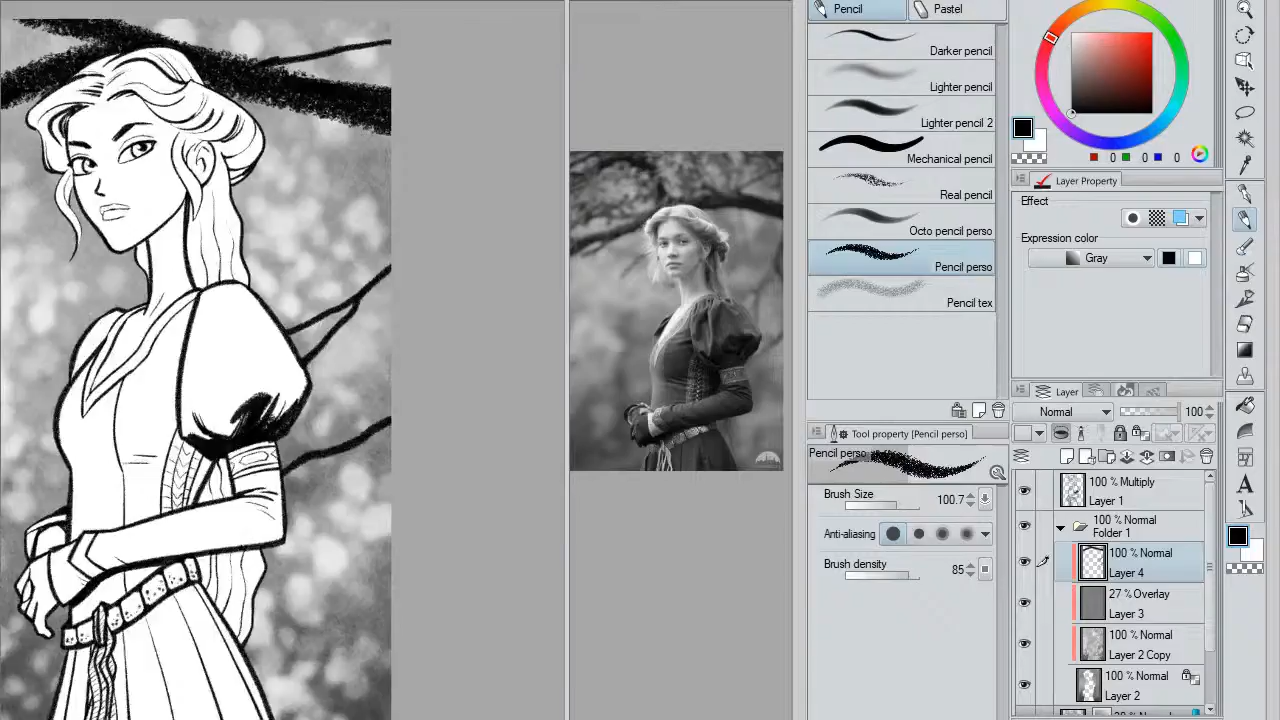 Pencil
Pastel
Darker pencil
Lighter pencil
Lighter pencil 2
Mechanical pencil
Real pencil
Octo pencil perso
Pencil perso
Pencil tex
Tool property [Pencil perso]
Pencil perso
Brush Size 100.7
Anti-aliasing
Brush density 85
0 0 0
Layer Property
Effect
Expression color
Gray
Layer
Normal 100
100 % Multiply
Layer 1
100 % Normal
Folder 1
100 % Normal
Layer 4
27 % Overlay
Layer 3
100 % Normal
Layer 2 Copy
100 % Normal
Layer 2